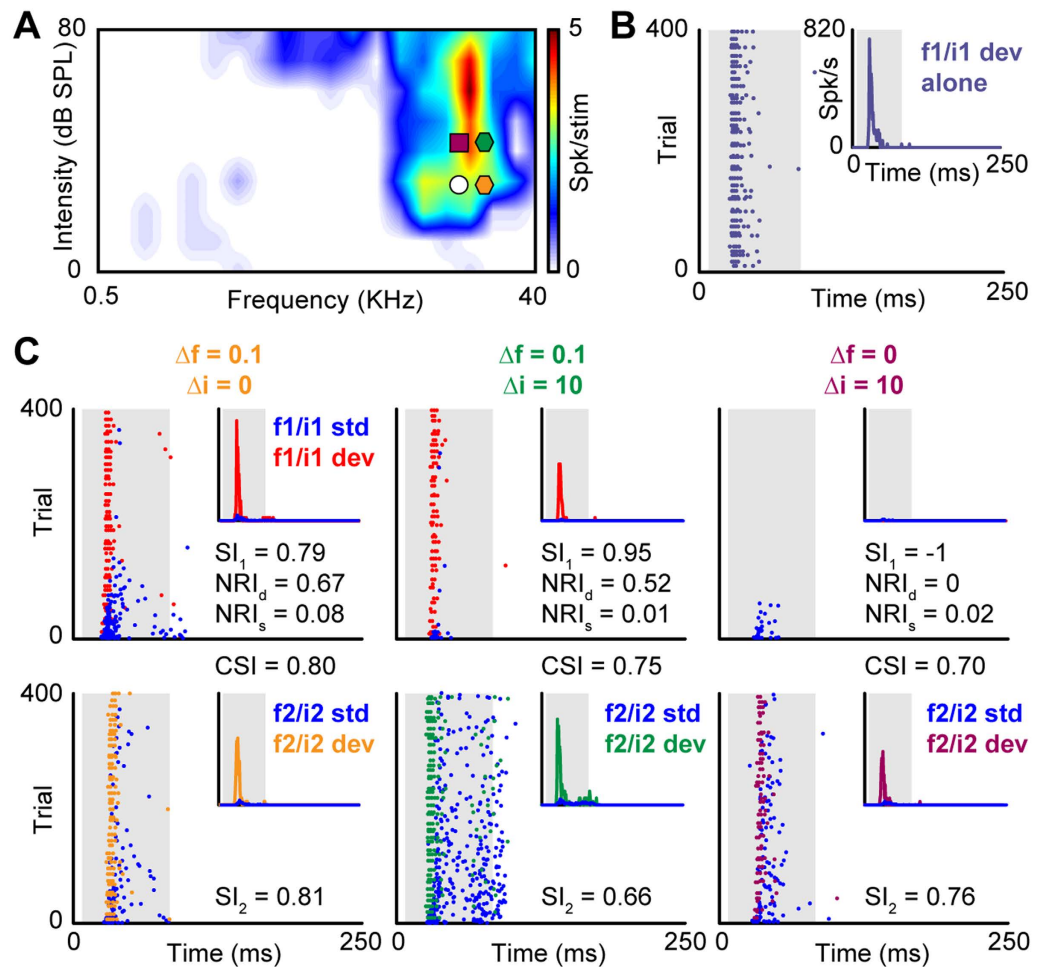 A
80
Intensity (dB SPL)
0
0.5
Frequency (KHz)
40
5
Spk/stim
0
B
400
Trial
0
0
Time (ms)
250
820
Spk/s
0
0
Time (ms)
250
f1/i1 dev
alone
C
Δf = 0.1
Δi = 0
Δf = 0.1
Δi = 10
Δf = 0
Δi = 10
400
Trial
0
f1/i1 std
f1/i1 dev
SI1 = 0.79
NRId = 0.67
NRIs = 0.08
SI1 = 0.95
NRId = 0.52
NRIs = 0.01
SI1 = -1
NRId = 0
NRIs = 0.02
CSI = 0.80
CSI = 0.75
CSI = 0.70
400
Trial
0
f2/i2 std
f2/i2 dev
SI2 = 0.81
f2/i2 std
f2/i2 dev
SI2 = 0.66
f2/i2 std
f2/i2 dev
SI2 = 0.76
0
Time (ms)
250
0
Time (ms)
250
0
Time (ms)
250